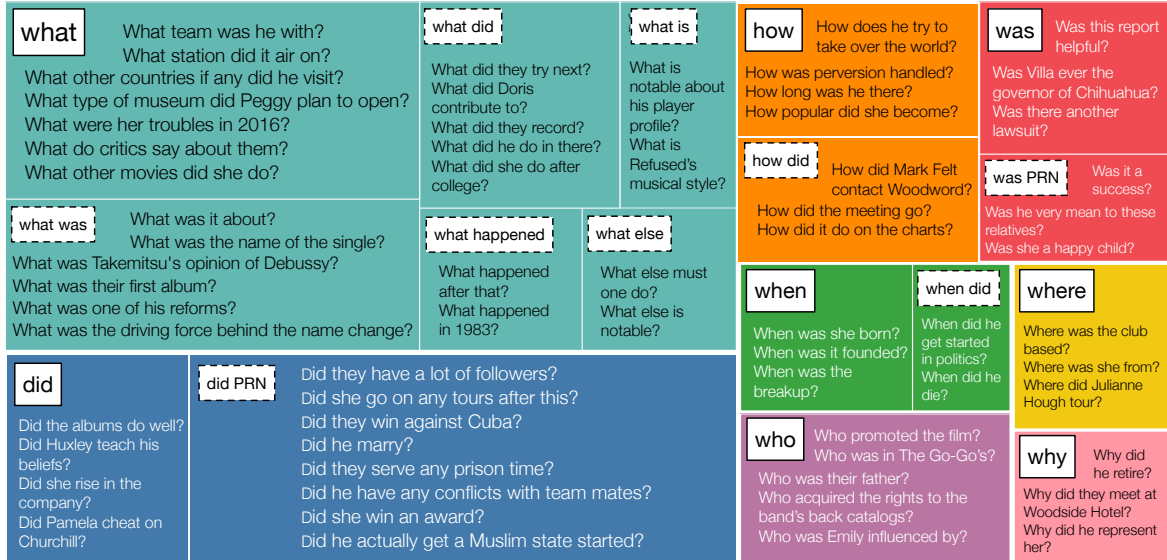 what
What team was he with?
What station did it air on?
What other countries if any did he visit?
What type of museum did Peggy plan to open?
What were her troubles in 2016?
What do critics say about them?
What other movies did she do?
what did
What did they try next?
What did Doris
contribute to?
What did they record?
What did he do in there?
What did she do after
college?
what is
What is
notable about
his player
profile?
What is
Refused's
musical style?
what was
What was it about?
What was the name of the single?
What was Takemitsu's opinion of Debussy?
What was their first album?
What was one of his reforms?
What was the driving force behind the name change?
what happened
What happened
after that?
What happened
in 1983?
what else
What else must
one do?
What else is
notable?
how
How does he try to
take over the world?
How was perversion handled?
How long was he there?
How popular did she become?
how did
How did Mark Felt
contact Woodword?
How did the meeting go?
How did it do on the charts?
was
Was this report
helpful?
Was Villa ever the
governor of Chihuahua?
Was there another
lawsuit?
was PRN
Was it a
success?
Was he very mean to these
relatives?
Was she a happy child?
when
When was she born?
When was it founded?
When was the
breakup?
when did
When did he
get started
in politics?
When did he
die?
where
Where was the club
based?
Where was she from?
Where did Julianne
Hough tour?
did
Did the albums do well?
Did Huxley teach his
beliefs?
Did she rise in the
company?
Did Pamela cheat on
Churchill?
did PRN
Did they have a lot of followers?
Did she go on any tours after this?
Did they win against Cuba?
Did he marry?
Did they serve any prison time?
Did he have any conflicts with team mates?
Did she win an award?
Did he actually get a Muslim state started?
who
Who promoted the film?
Who was in The Go-Go's?
Who was their father?
Who acquired the rights to the
band's back catalogs?
Who was Emily influenced by?
why
Why did
he retire?
Why did they meet at
Woodside Hotel?
Why did he represent
her?